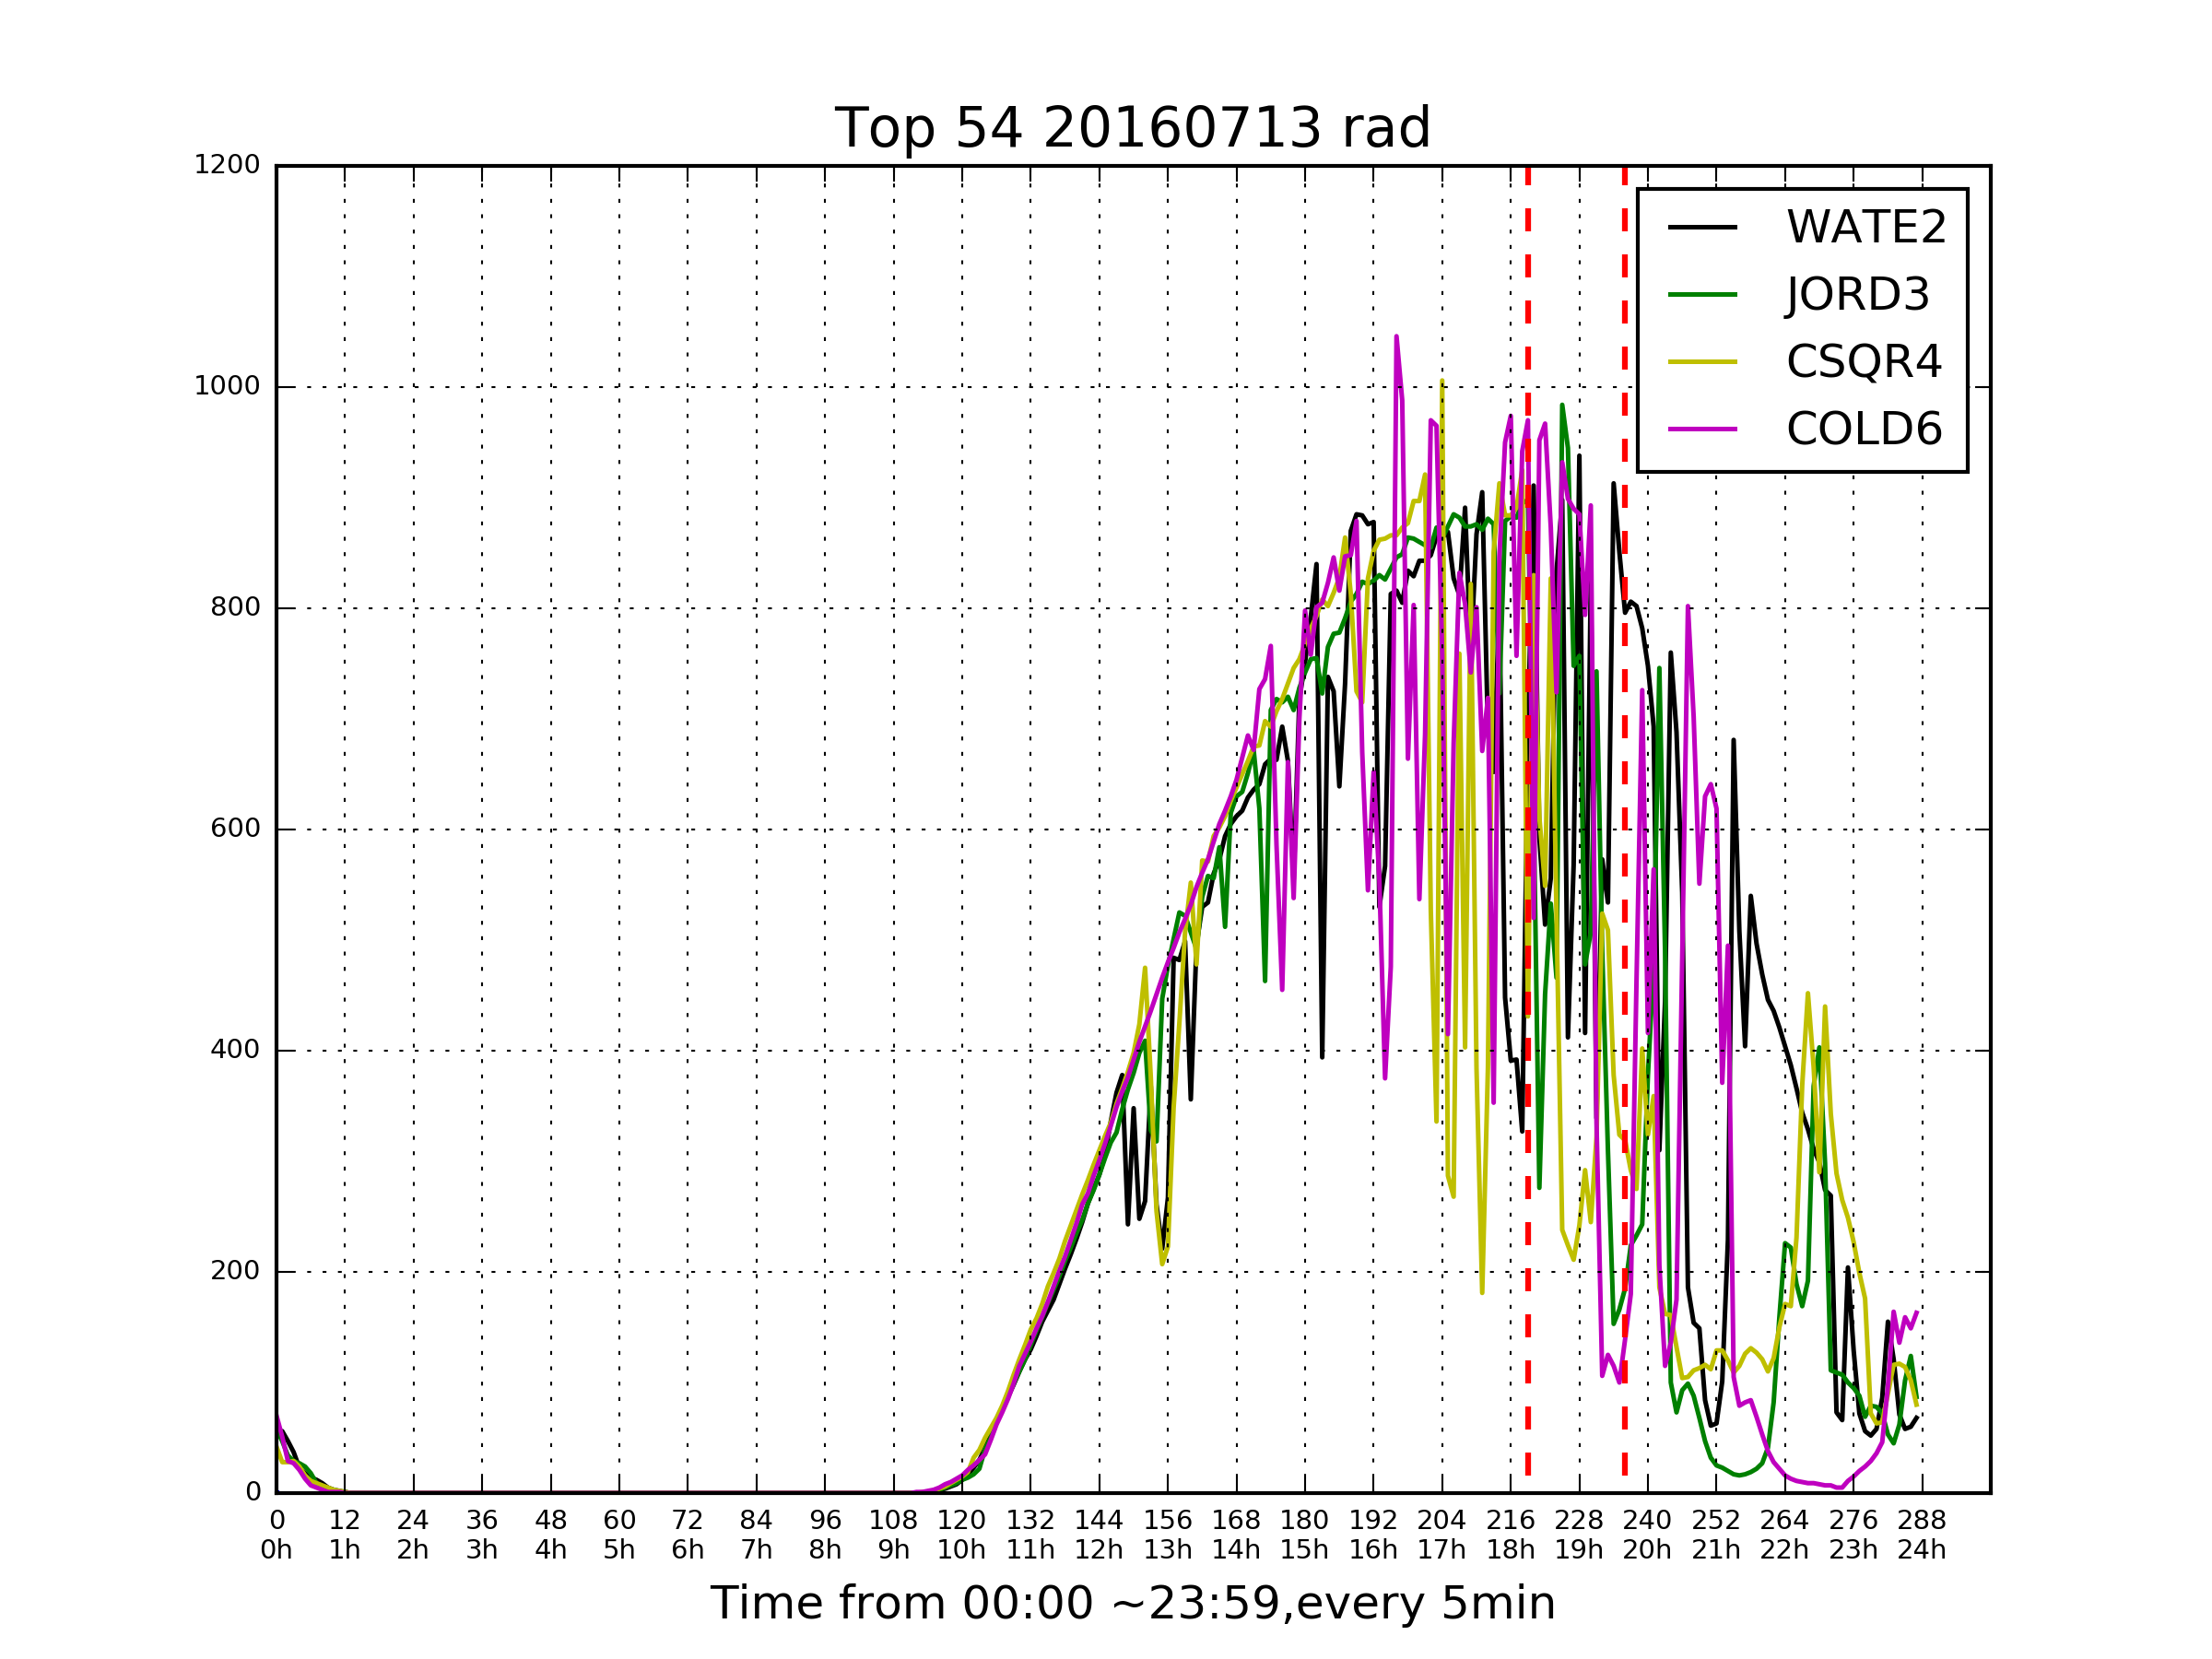 Top 54 20160713 rad
1200
1000
800
600
400
200
0
WATE2
JORD3
CSQR4
COLD6
0 12 24 36 48 60 72 84 96 108 120 132 144 156 168 180 192 204 216 228 240 252 264 276 288
0h 1h 2h 3h 4h 5h 6h 7h 8h 9h 10h 11h 12h 13h 14h 15h 16h 17h 18h 19h 20h 21h 22h 23h 24h
Time from 00:00 ~23:59,every 5min